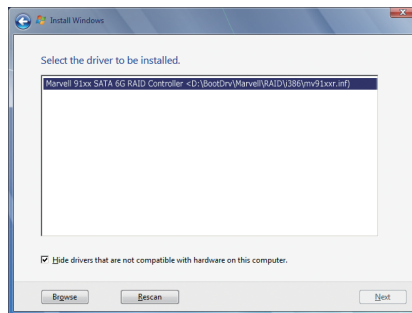 Install Windows
Select the driver to be installed.
Marvell 91xx SATA 6G RAID Controller <D:\BootDrv\Marvell\RAID\i386\mv91xxr.inf)
Hide drivers that are not compatible with hardware on this computer.
Browse Rescan Next